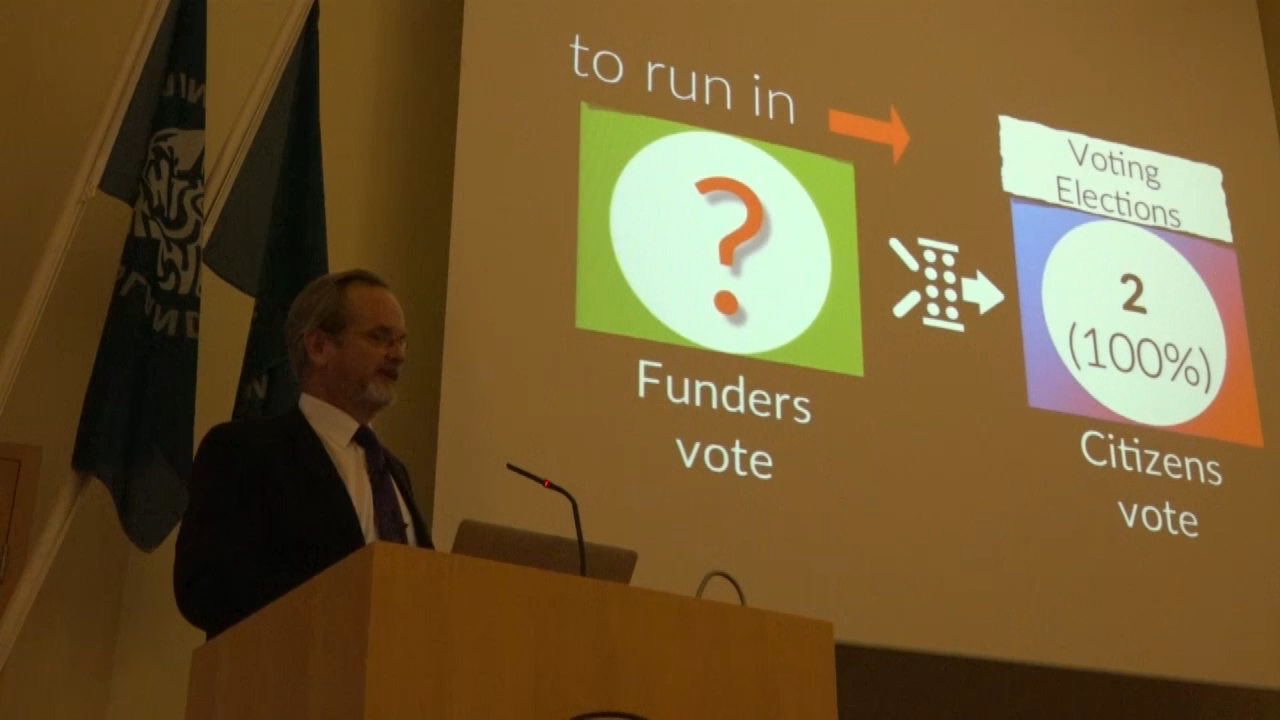 to run in
?
Funders
vote
Voting
Elections
2
(100%)
Citizens
vote